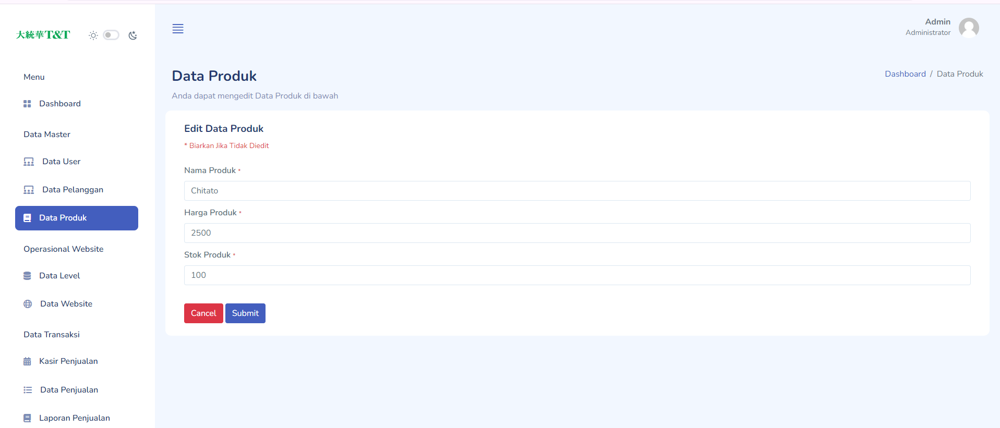 大統華T&T
Menu
Dashboard
Data Master
Data User
Data Pelanggan
Data Produk
Operasional Website
Data Level
Data Website
Data Transaksi
Kasir Penjualan
Data Penjualan
Laporan Penjualan
Admin
Administrator
Data Produk
Anda dapat mengedit Data Produk di bawah
Dashboard / Data Produk
Edit Data Produk
* Biarkan Jika Tidak Diedit
Nama Produk *
Chitato
Harga Produk *
2500
Stok Produk *
100
Cancel Submit